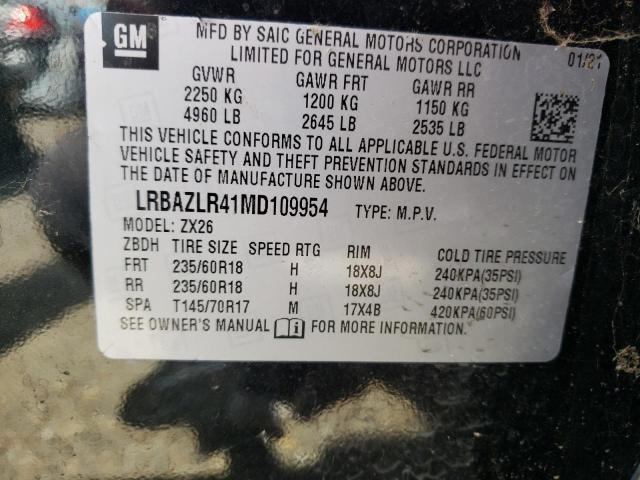 GM
MFD BY SAIC GENERAL MOTORS CORPORATION
LIMITED FOR GENERAL MOTORS LLC
01/21
GVWR GAWR FRT GAWR RR
2250 KG 1200 KG 1150 KG
4960 LB 2645 LB 2535 LB
THIS VEHICLE CONFORMS TO ALL APPLICABLE U.S. FEDERAL MOTOR
VEHICLE SAFETY AND THEFT PREVENTION STANDARDS IN EFFECT ON
THE DATE OF MANUFACTURE SHOWN ABOVE.
LRBAZLR41MD109954 TYPE: M.P.V.
MODEL: ZX26
ZBDH TIRE SIZE SPEED RTG RIM COLD TIRE PRESSURE
FRT 235/60R18 H 18X8J 240KPA(35PSI)
RR 235/60R18 H 18X8J 240KPA(35PSI)
SPA T145/70R17 M 17X4B 420KPA(60PSI)
SEE OWNER'S MANUAL FOR MORE INFORMATION.